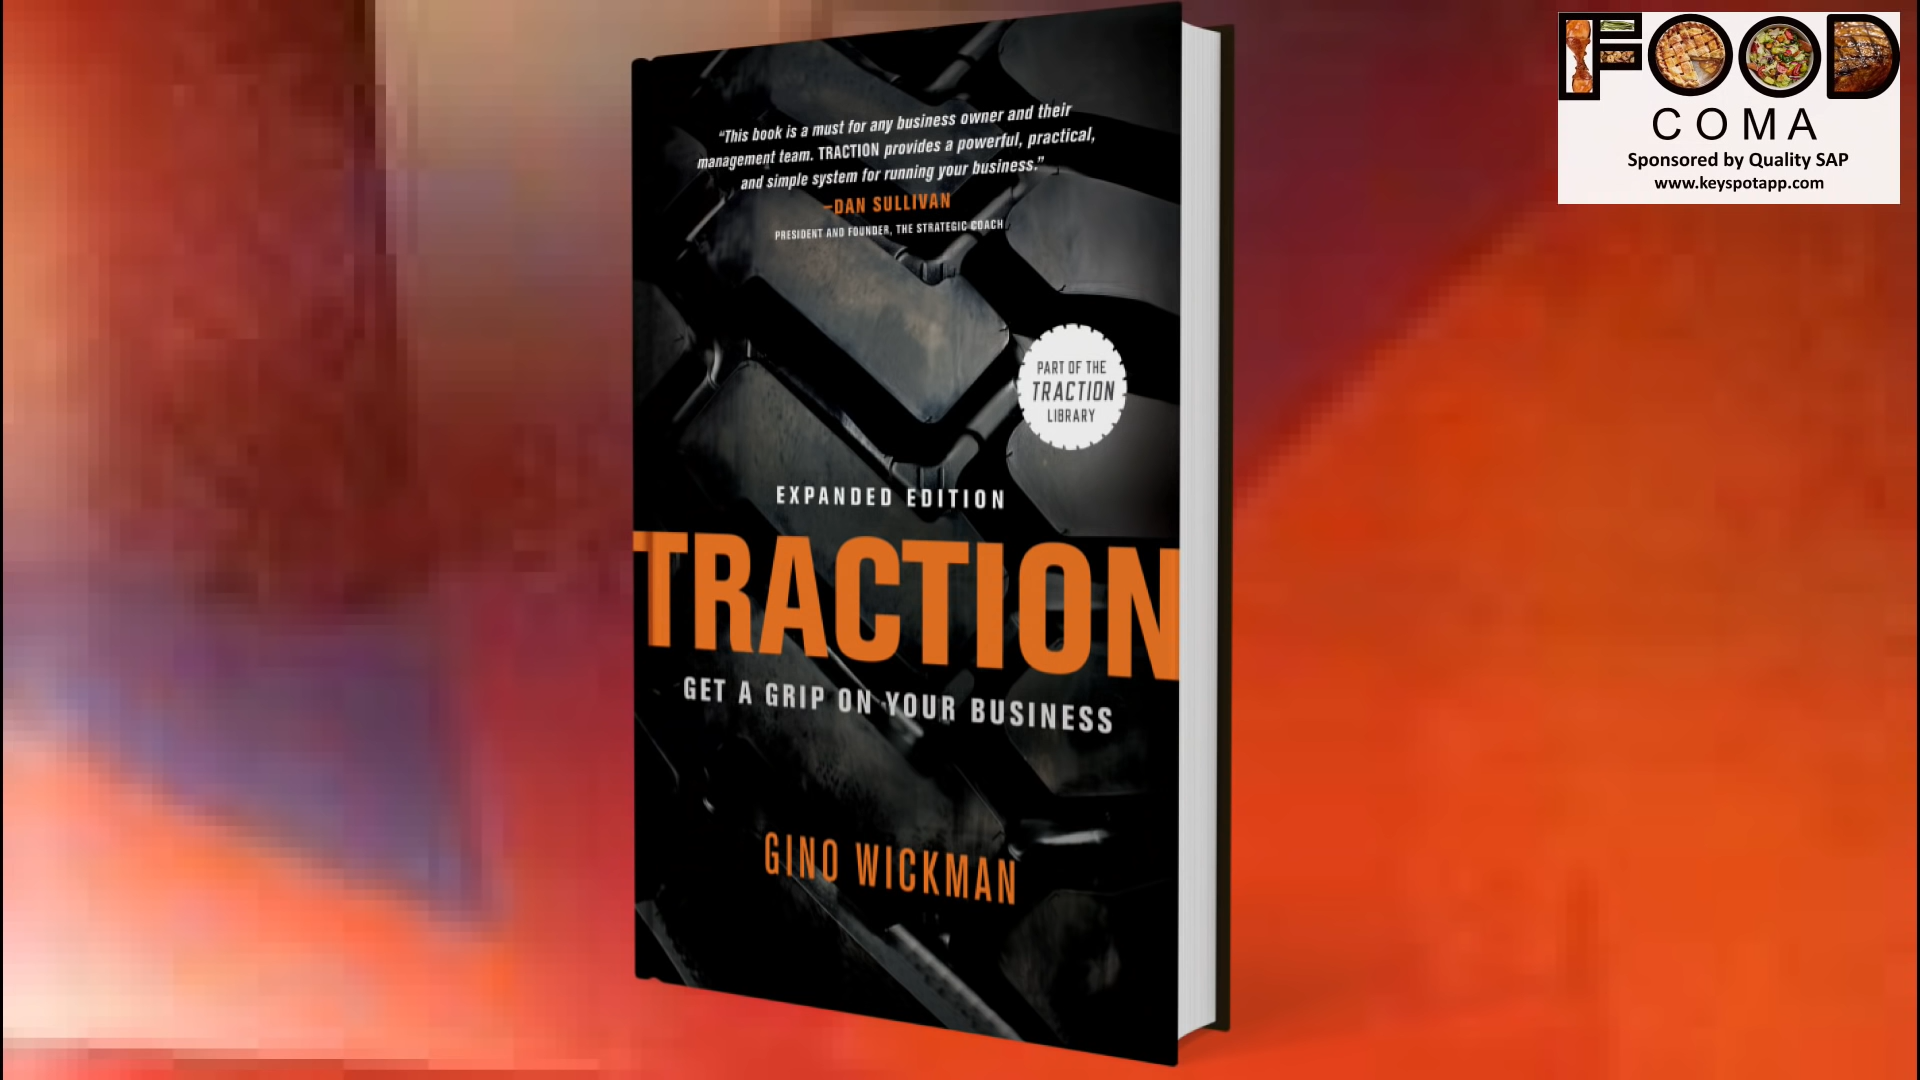 “This book is a must for any business owner and their
management team. TRACTION provides a powerful, practical,
and simple system for running your business.”
—DAN SULLIVAN
PRESIDENT AND FOUNDER, THE STRATEGIC COACH
PART OF THE
TRACTION
LIBRARY
EXPANDED EDITION
TRACTION
GET A GRIP ON YOUR BUSINESS
GINO WICKMAN
FOOD
COMA
Sponsored by Quality SAP
www.keyspotapp.com